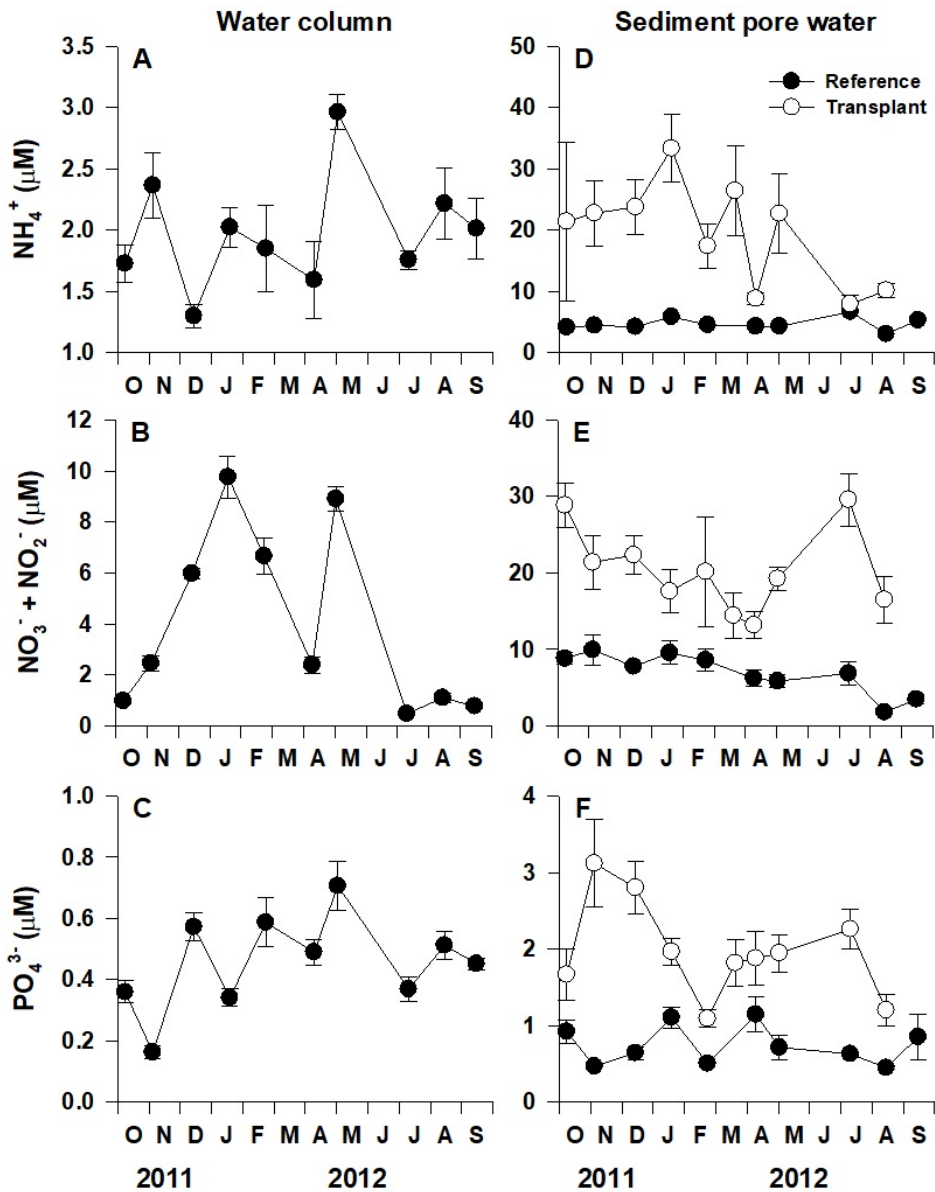 Water column
Sediment pore water
A
NH₄⁺ (μM)
3.5
3.0
2.5
2.0
1.5
1.0
O N D J F M A M J J A S
D
Reference
Transplant
50
40
30
20
10
0
O N D J F M A M J J A S
B
NO₃⁻ + NO₂⁻ (μM)
12
10
8
6
4
2
0
O N D J F M A M J J A S
E
40
30
20
10
0
O N D J F M A M J J A S
C
PO₄³⁻ (μM)
1.0
0.8
0.6
0.4
0.2
0.0
O N D J F M A M J J A S
2011 2012
F
4
3
2
1
0
O N D J F M A M J J A S
2011 2012